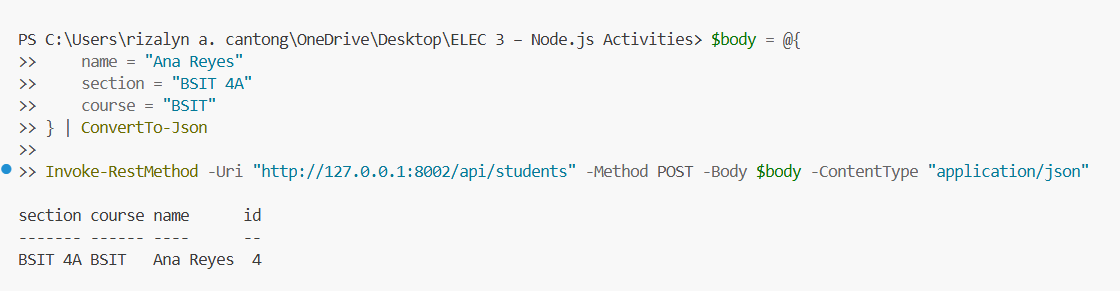 PS C:\Users\rizalyn a. cantong\OneDrive\Desktop\ELEC 3 – Node.js Activities> $body = @{
>>     name = "Ana Reyes"
>>     section = "BSIT 4A"
>>     course = "BSIT"
>> } | ConvertTo-Json
>>
>> Invoke-RestMethod -Uri "http://127.0.0.1:8002/api/students" -Method POST -Body $body -ContentType "application/json"
section course name      id
------- ------ ----      --
BSIT 4A BSIT   Ana Reyes  4